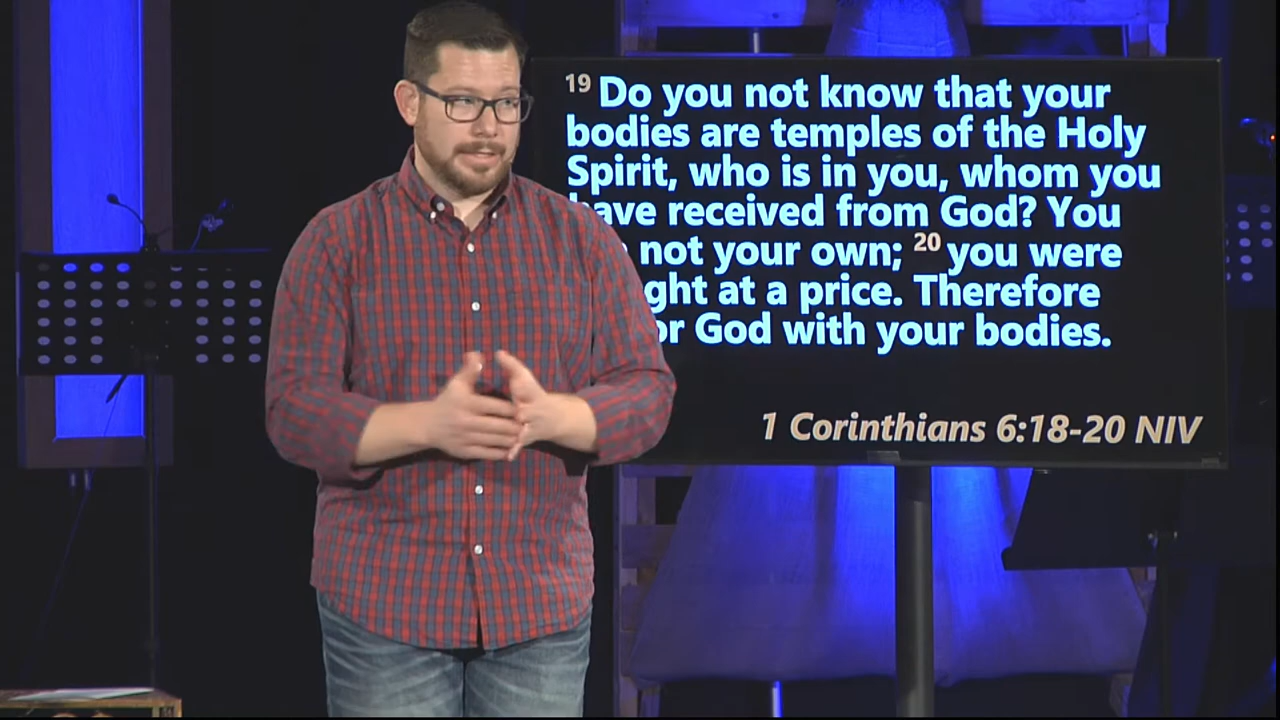 19 Do you not know that your
bodies are temples of the Holy
Spirit, who is in you, whom you
have received from God? You
not your own; 20 you were
ght at a price. Therefore
or God with your bodies.
1 Corinthians 6:18-20 NIV